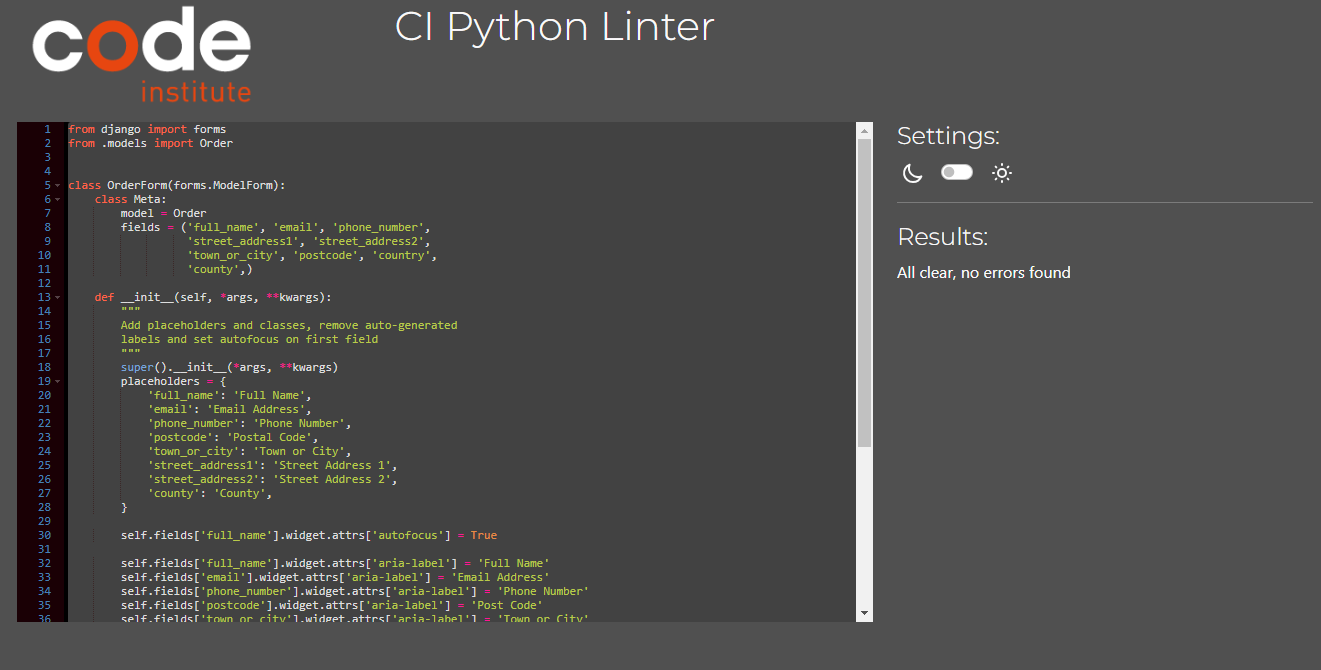 code
institute
CI Python Linter
1 from django import forms
2 from .models import Order
3
4
5 class OrderForm(forms.ModelForm):
6     class Meta:
7         model = Order
8         fields = ('full_name', 'email', 'phone_number',
9                   'street_address1', 'street_address2',
10                   'town_or_city', 'postcode', 'country',
11                   'county',)
12
13     def __init__(self, *args, **kwargs):
14         """
15         Add placeholders and classes, remove auto-generated
16         labels and set autofocus on first field
17         """
18         super().__init__(*args, **kwargs)
19         placeholders = {
20             'full_name': 'Full Name',
21             'email': 'Email Address',
22             'phone_number': 'Phone Number',
23             'postcode': 'Postal Code',
24             'town_or_city': 'Town or City',
25             'street_address1': 'Street Address 1',
26             'street_address2': 'Street Address 2',
27             'county': 'County',
28         }
29
30         self.fields['full_name'].widget.attrs['autofocus'] = True
31
32         self.fields['full_name'].widget.attrs['aria-label'] = 'Full Name'
33         self.fields['email'].widget.attrs['aria-label'] = 'Email Address'
34         self.fields['phone_number'].widget.attrs['aria-label'] = 'Phone Number'
35         self.fields['postcode'].widget.attrs['aria-label'] = 'Post Code'
36         self.fields['town_or_city'].widget.attrs['aria-label'] = 'Town or City'
Settings:
Results:
All clear, no errors found